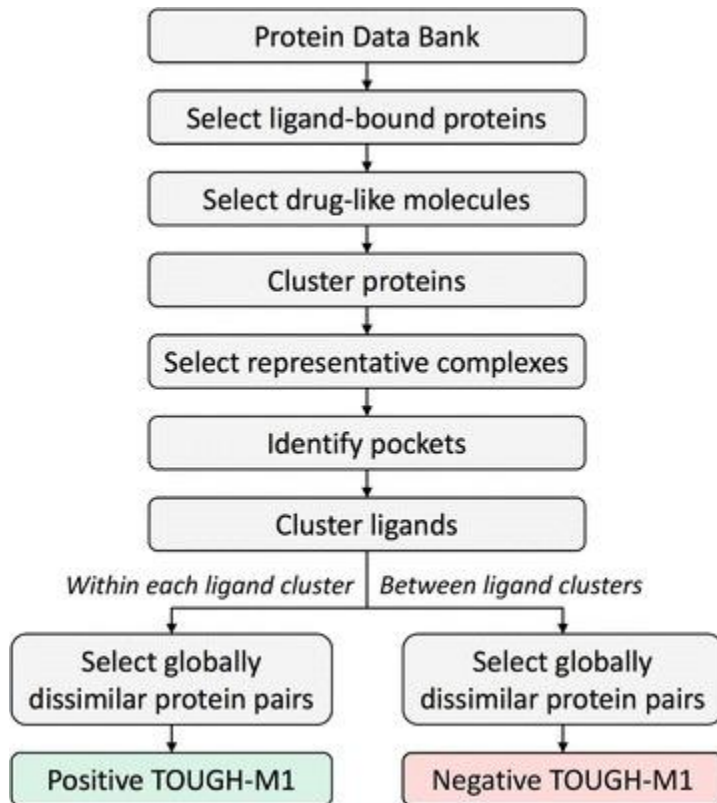 Protein Data Bank
Select ligand-bound proteins
Select drug-like molecules
Cluster proteins
Select representative complexes
Identify pockets
Cluster ligands
Within each ligand cluster
Between ligand clusters
Select globally
dissimilar protein pairs
Select globally
dissimilar protein pairs
Positive TOUGH-M1
Negative TOUGH-M1